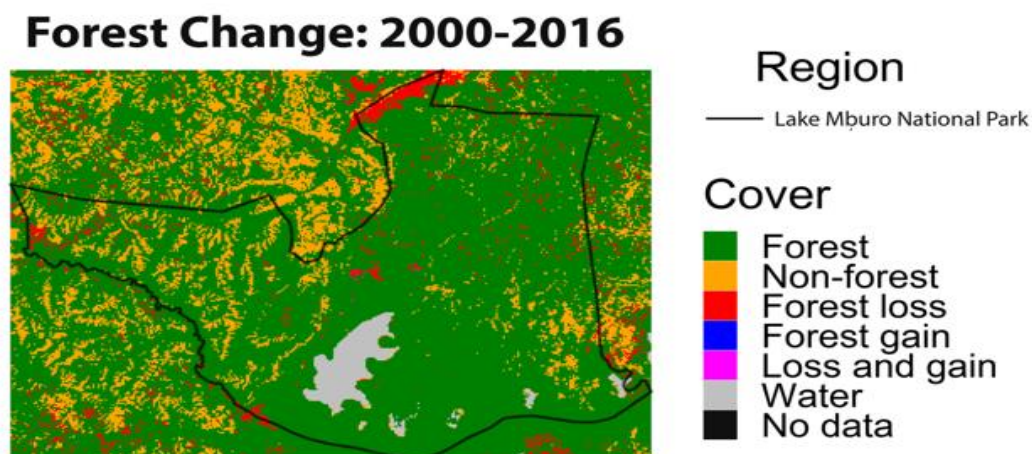 Forest Change: 2000-2016
Region
Lake Mburo National Park
Cover
Forest
Non-forest
Forest loss
Forest gain
Loss and gain
Water
No data